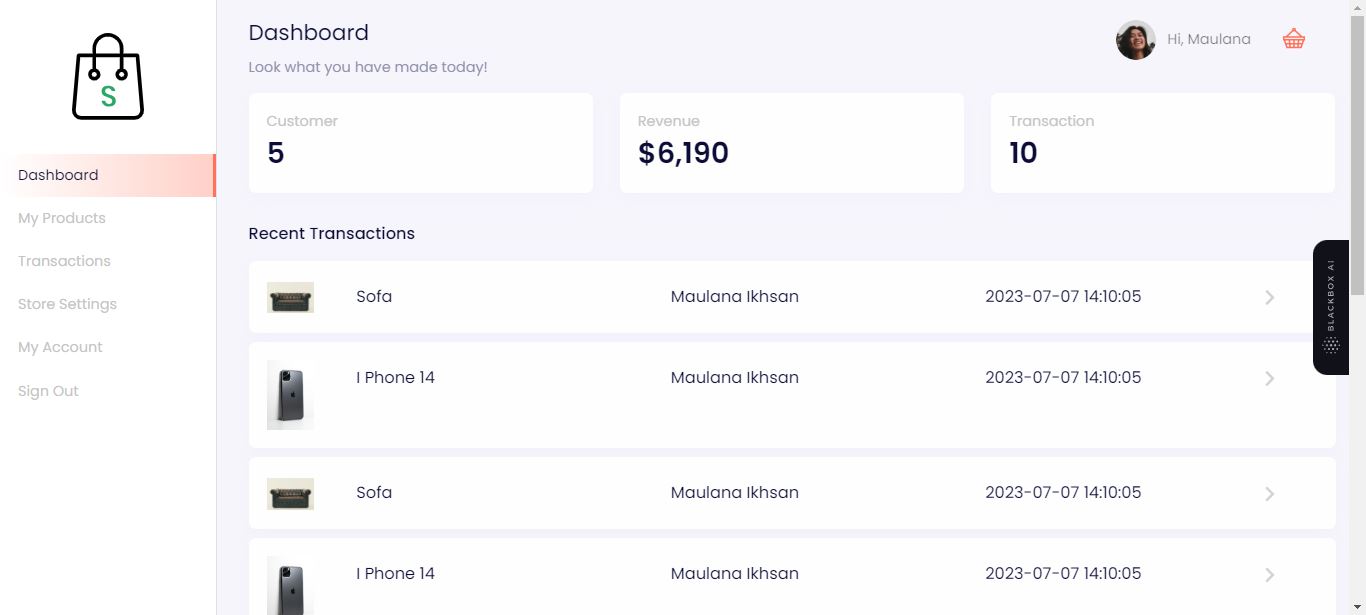 S
Dashboard
My Products
Transactions
Store Settings
My Account
Sign Out
Dashboard
Look what you have made today!
Hi, Maulana
Customer
5
Revenue
$6,190
Transaction
10
Recent Transactions
Sofa Maulana Ikhsan 2023-07-07 14:10:05
I Phone 14 Maulana Ikhsan 2023-07-07 14:10:05
Sofa Maulana Ikhsan 2023-07-07 14:10:05
I Phone 14 Maulana Ikhsan 2023-07-07 14:10:05
BLACKBOX AI